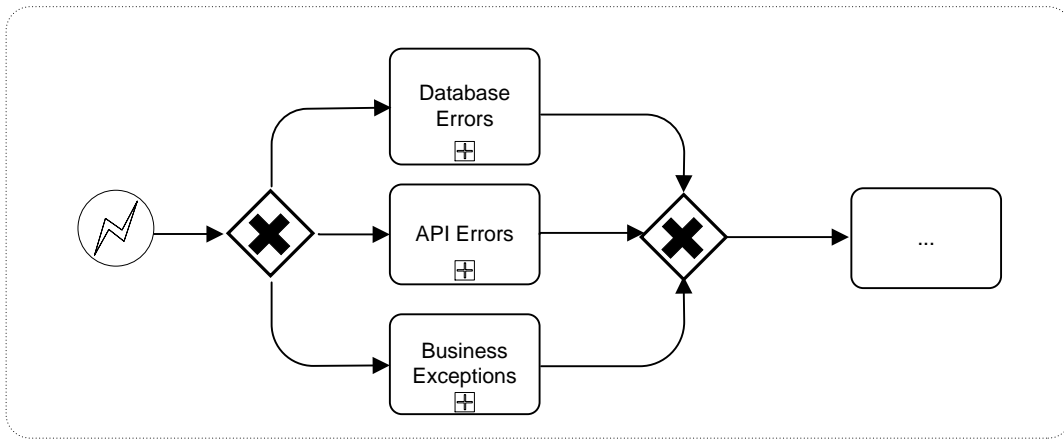 Database
Errors
API Errors
...
Business
Exceptions